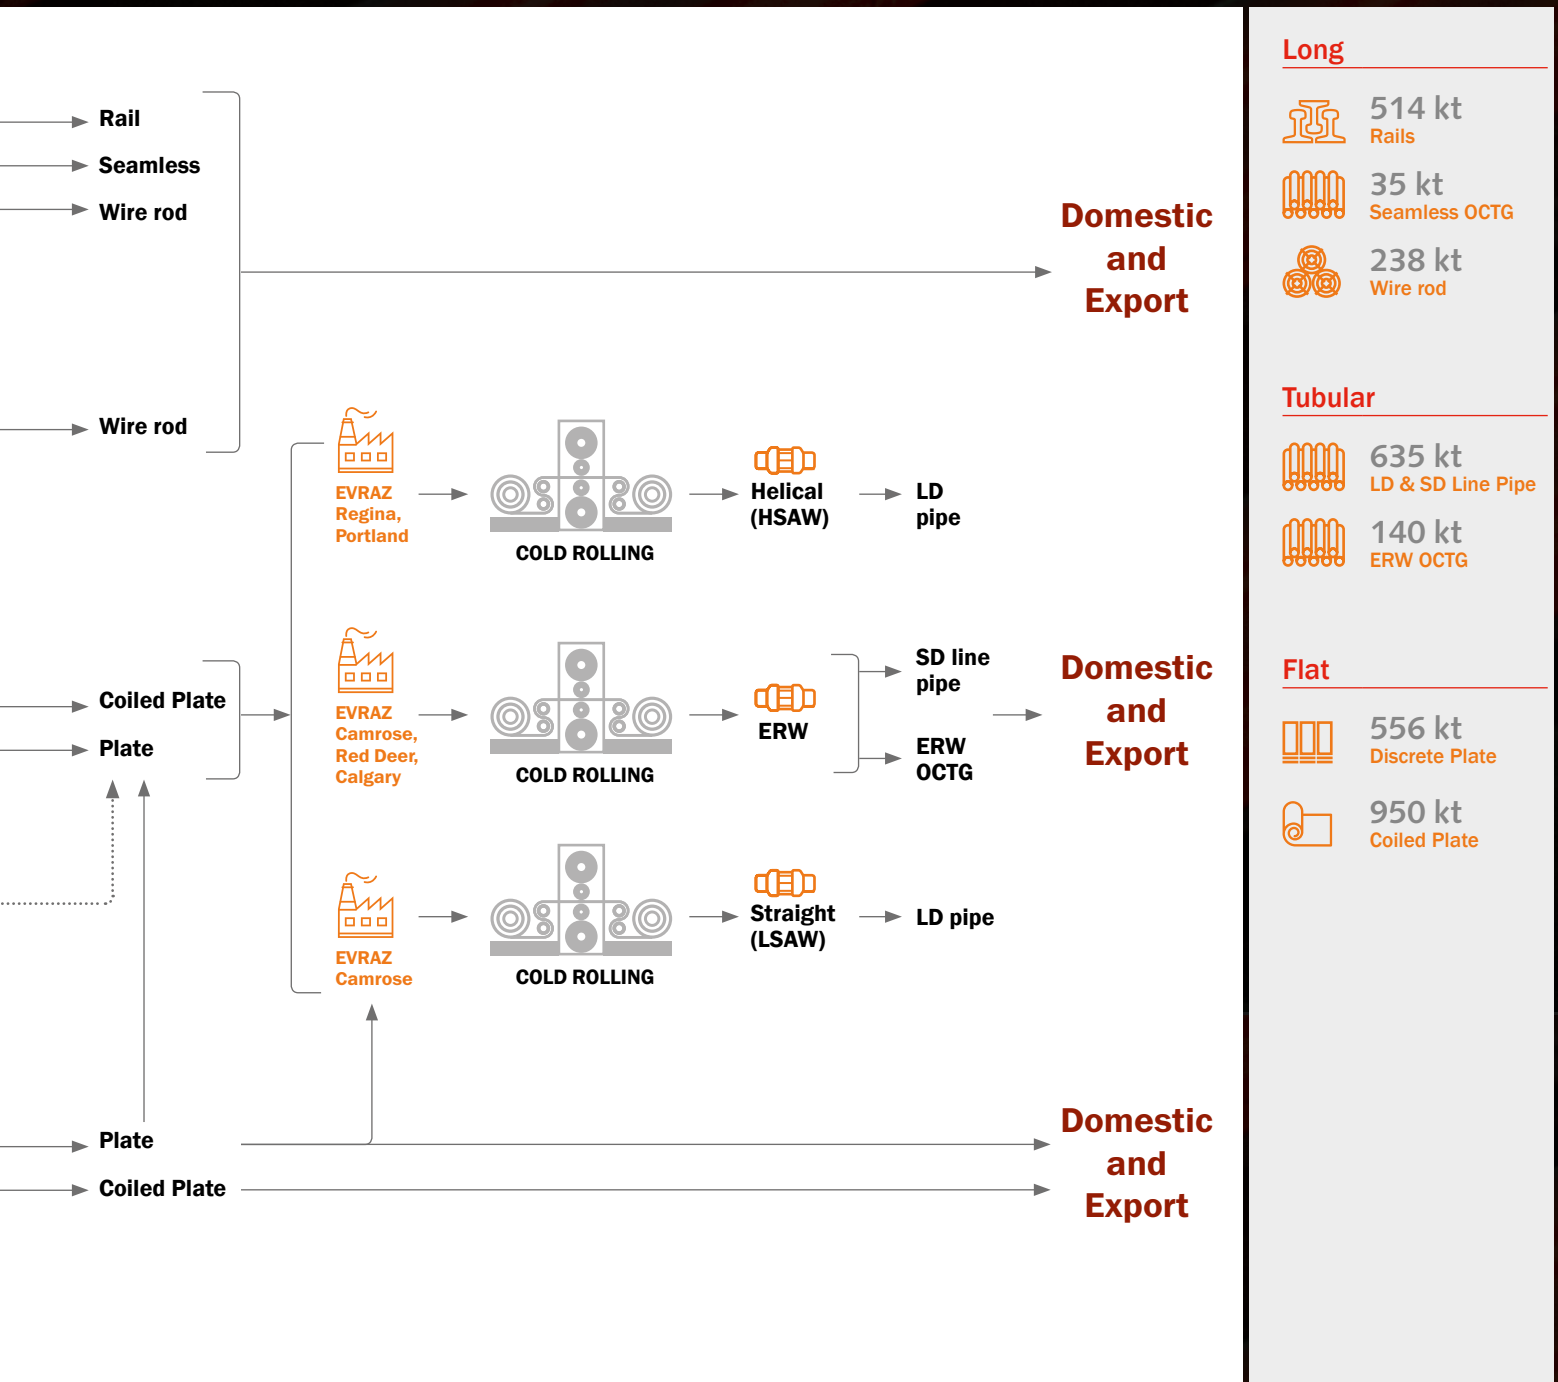 Rail
Seamless
Wire rod
Wire rod
Domestic
and
Export
EVRAZ
Regina,
Portland
COLD ROLLING
Helical
(HSAW)
LD
pipe
Coiled Plate
Plate
EVRAZ
Camrose,
Red Deer,
Calgary
COLD ROLLING
ERW
SD line
pipe
ERW
OCTG
Domestic
and
Export
EVRAZ
Camrose
COLD ROLLING
Straight
(LSAW)
LD pipe
Plate
Coiled Plate
Domestic
and
Export
Long
514 kt
Rails
35 kt
Seamless OCTG
238 kt
Wire rod
Tubular
635 kt
LD & SD Line Pipe
140 kt
ERW OCTG
Flat
556 kt
Discrete Plate
950 kt
Coiled Plate